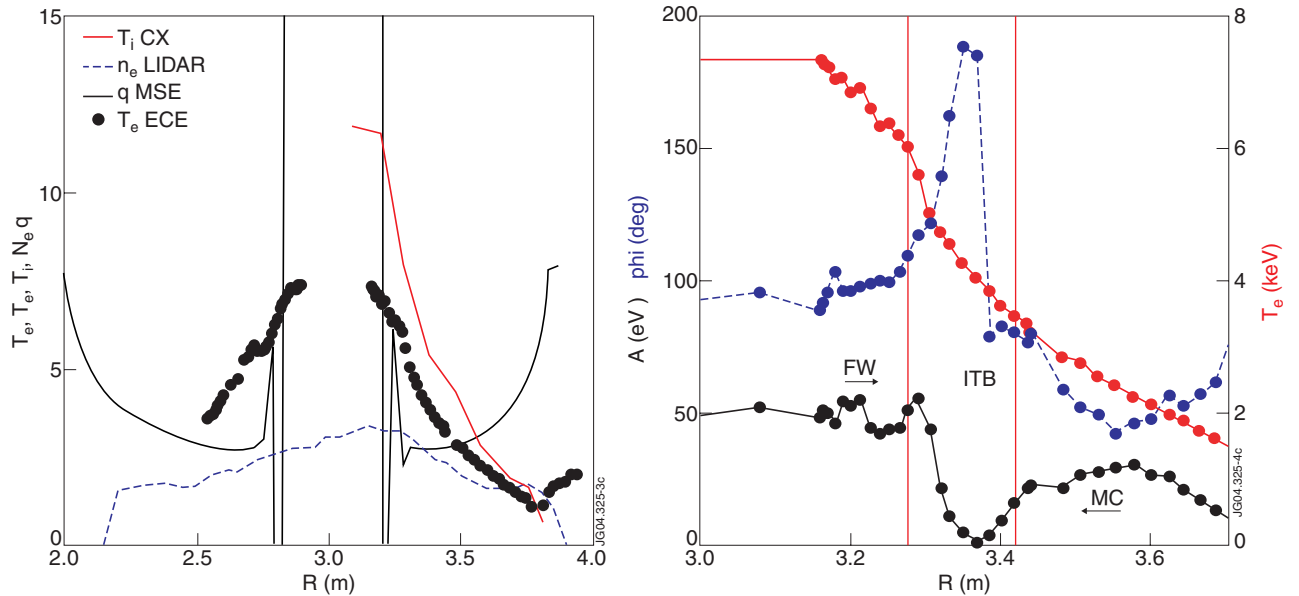 15
10
5
0
T_e, T_e, T_i, N_e q
T_i CX
n_e LIDAR
q MSE
T_e ECE
2.0 2.5 3.0 3.5 4.0
R (m)
JG04.325-3c
200
150
100
50
0
A (eV) phi (deg)
FW
ITB
MC
8
6
4
2
0
T_e (keV)
3.0 3.2 3.4 3.6
R (m)
JG04.325-4c